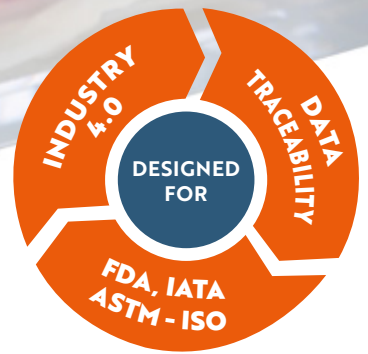 INDUSTRY
4.0
DATA
TRACEABILITY
DESIGNED
FOR
FDA, IATA
ASTM - ISO